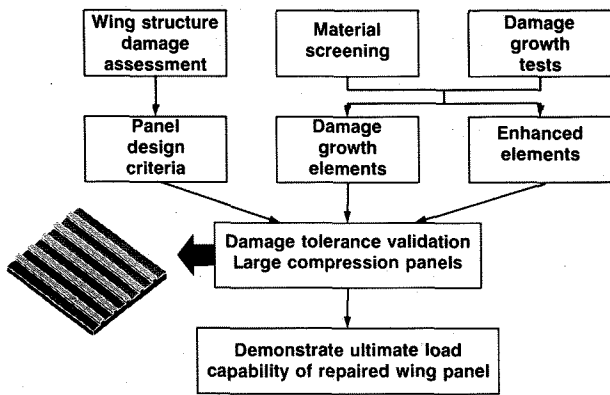 Wing structure
damage
assessment
Material
screening
Damage
growth
tests
Panel
design
criteria
Damage
growth
elements
Enhanced
elements
Damage tolerance validation
Large compression panels
Demonstrate ultimate load
capability of repaired wing panel